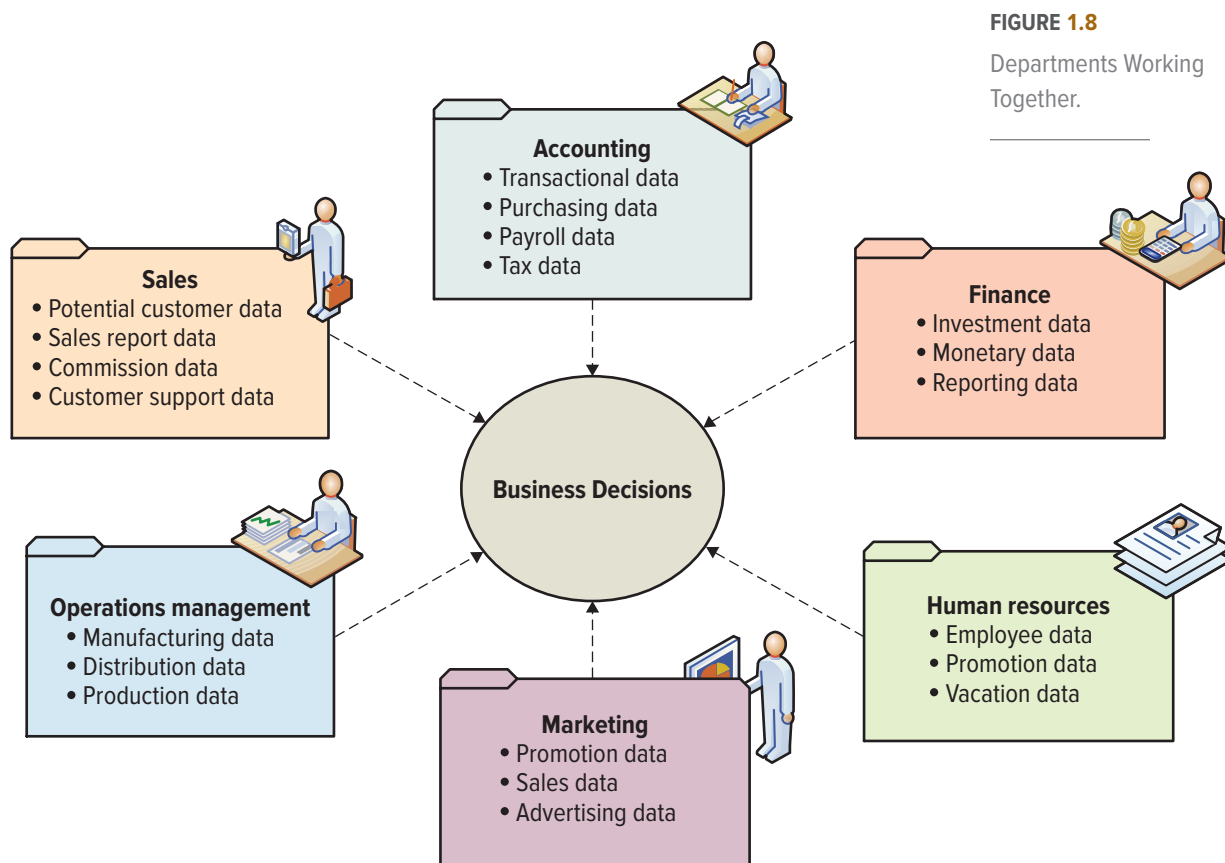 FIGURE 1.8
Departments Working
Together.
Accounting
• Transactional data
• Purchasing data
• Payroll data
• Tax data
Sales
• Potential customer data
• Sales report data
• Commission data
• Customer support data
Finance
• Investment data
• Monetary data
• Reporting data
Business Decisions
Operations management
• Manufacturing data
• Distribution data
• Production data
Human resources
• Employee data
• Promotion data
• Vacation data
Marketing
• Promotion data
• Sales data
• Advertising data